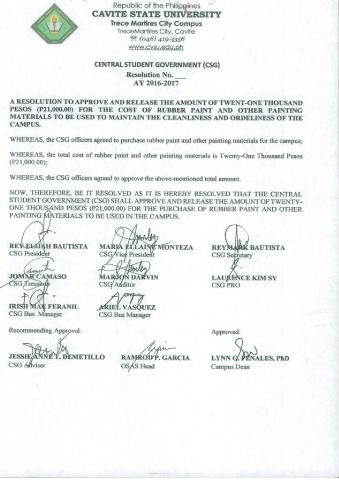 Republic of the Philippines
CAVITE STATE UNIVERSITY
Trece Martires City Campus
TreceMartires City, Cavite
☎ (046) 419-3336
www.cvsu.edu.ph
CENTRAL STUDENT GOVERNMENT (CSG)
Resolution No. ___
AY 2016-2017
A RESOLUTION TO APPROVE AND RELEASE THE AMOUNT OF TWENTY-ONE THOUSAND
PESOS (P21,000.00) FOR THE COST OF RUBBER PAINT AND OTHER PAINTING
MATERIALS TO BE USED TO MAINTAIN THE CLEANLINESS AND ORDELINESS OF THE
CAMPUS.
WHEREAS, the CSG officers agreed to purchase rubber paint and other painting materials for the campus;
WHEREAS, the total cost of rubber paint and other painting materials is Twenty-One Thousand Pesos
(P21,000.00);
WHEREAS, the CSG officers agreed to approve the above-mentioned total amount.
NOW, THEREFORE, BE IT RESOLVED AS IT IS HEREBY RESOLVED THAT THE CENTRAL
STUDENT GOVERNMENT (CSG) SHALL APPROVE AND RELEASE THE AMOUNT OF TWENTY-
ONE THOUSAND PESOS (P21,000.00) FOR THE PURCHASE OF RUBBER PAINT AND OTHER
PAINTING MATERIALS TO BE USED IN THE CAMPUS.
REY ELIJAH BAUTISTA MARIA ELLAINE MONTEZA REYMARK BAUTISTA
CSG President CSG Vice President CSG Secretary
JOMAR CAMASO MARJON DARVIN LAURENCE KIM SY
CSG Treasurer CSG Auditor CSG PRO
IRISH MAE FERANIL ARIEL VASQUEZ
CSG Bus. Manager CSG Bus Manager
Recommending Approval: Approved:
JESSIE ANNE T. DEMETILLO RAMROD P. GARCIA LYNN G. PENALES, PhD
CSG Adviser OSAS Head Campus Dean